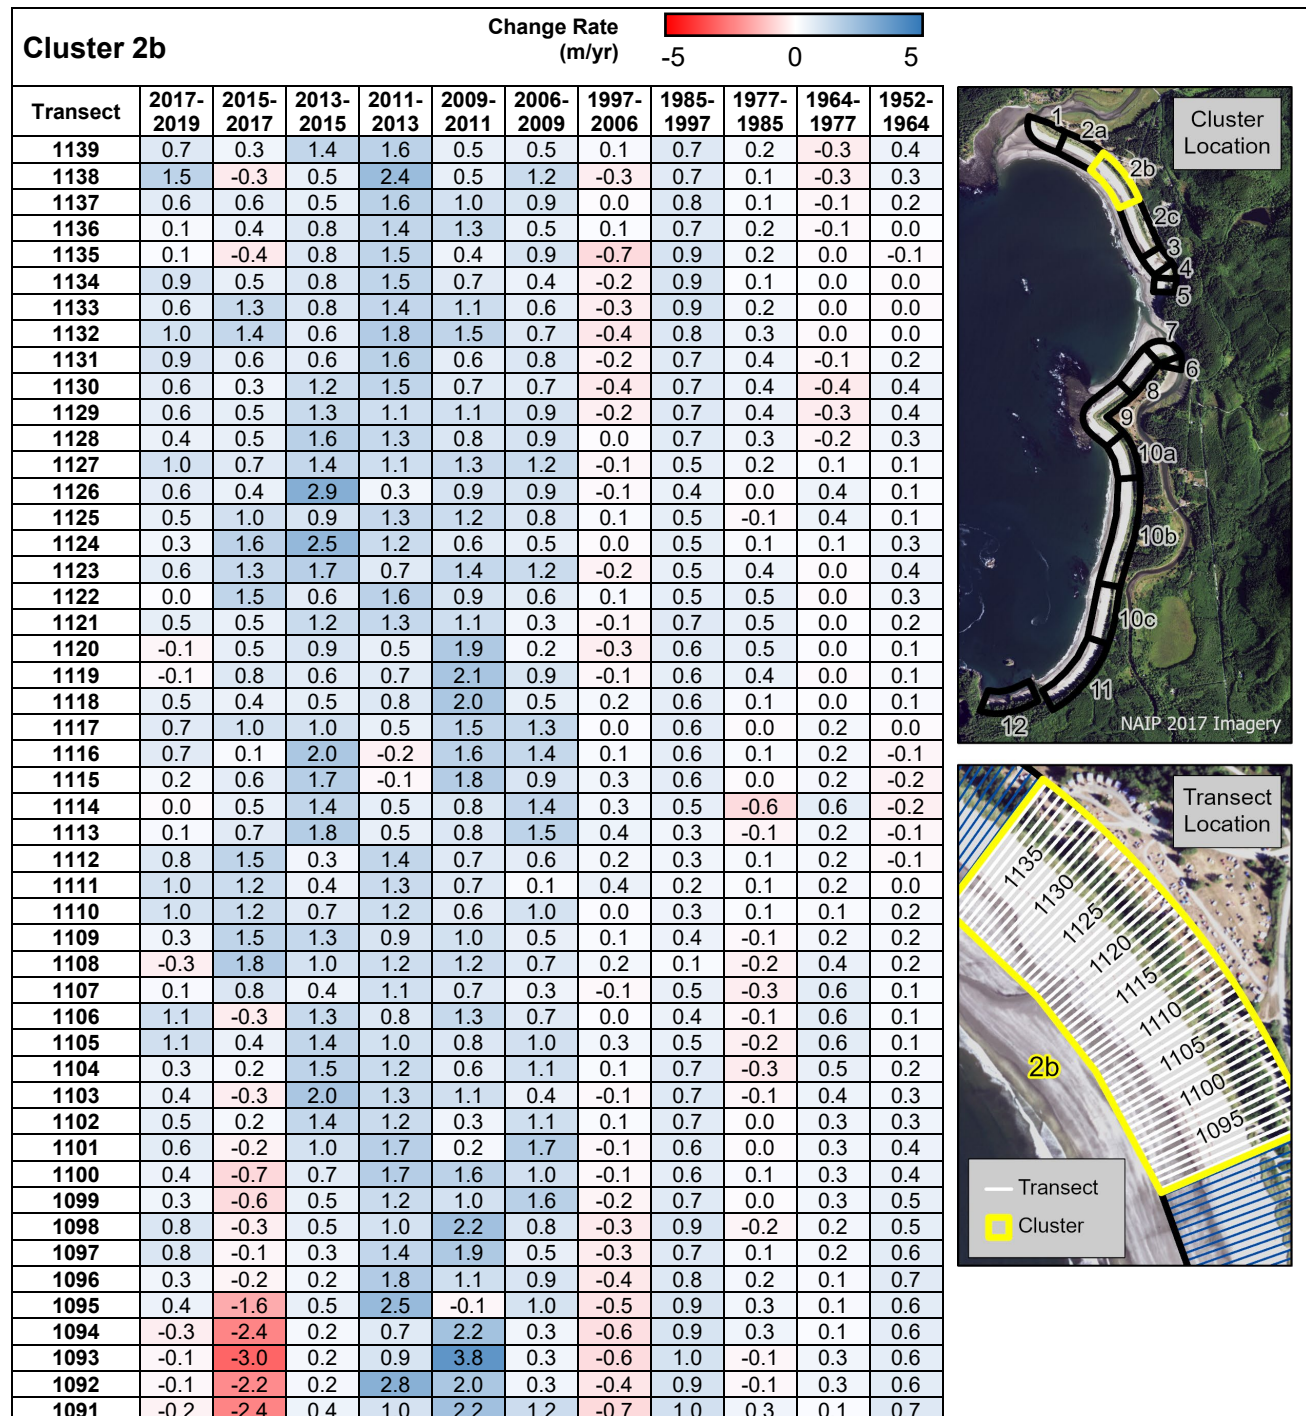 Cluster 2b
Change Rate
(m/yr)
-5 0 5
Transect 2017-2019 2015-2017 2013-2015 2011-2013 2009-2011 2006-2009 1997-2006 1985-1997 1977-1985 1964-1977 1952-1964
1139 0.7 0.3 1.4 1.6 0.5 0.5 0.1 0.7 0.2 -0.3 0.4
1138 1.5 -0.3 0.5 2.4 0.5 1.2 -0.3 0.7 0.1 -0.3 0.3
1137 0.6 0.6 0.5 1.6 1.0 0.9 0.0 0.8 0.1 -0.1 0.2
1136 0.1 0.4 0.8 1.4 1.3 0.5 0.1 0.7 0.2 -0.1 0.0
1135 0.1 -0.4 0.8 1.5 0.4 0.9 -0.7 0.9 0.2 0.0 -0.1
1134 0.9 0.5 0.8 1.5 0.7 0.4 -0.2 0.9 0.1 0.0 0.0
1133 0.6 1.3 0.8 1.4 1.1 0.6 -0.3 0.9 0.2 0.0 0.0
1132 1.0 1.4 0.6 1.8 1.5 0.7 -0.4 0.8 0.3 0.0 0.0
1131 0.9 0.6 0.6 1.6 0.6 0.8 -0.2 0.7 0.4 -0.1 0.2
1130 0.6 0.3 1.2 1.5 0.7 0.7 -0.4 0.7 0.4 -0.4 0.4
1129 0.6 0.5 1.3 1.1 1.1 0.9 -0.2 0.7 0.4 -0.3 0.4
1128 0.4 0.5 1.6 1.3 0.8 0.9 0.0 0.7 0.3 -0.2 0.3
1127 1.0 0.7 1.4 1.1 1.3 1.2 -0.1 0.5 0.2 0.1 0.1
1126 0.6 0.4 2.9 0.3 0.9 0.9 -0.1 0.4 0.0 0.4 0.1
1125 0.5 1.0 0.9 1.3 1.2 0.8 0.1 0.5 -0.1 0.4 0.1
1124 0.3 1.6 2.5 1.2 0.6 0.5 0.0 0.5 0.1 0.1 0.3
1123 0.6 1.3 1.7 0.7 1.4 1.2 -0.2 0.5 0.4 0.0 0.4
1122 0.0 1.5 0.6 1.6 0.9 0.6 0.1 0.5 0.5 0.0 0.3
1121 0.5 0.5 1.2 1.3 1.1 0.3 -0.1 0.7 0.5 0.0 0.2
1120 -0.1 0.5 0.9 0.5 1.9 0.2 -0.3 0.6 0.5 0.0 0.1
1119 -0.1 0.8 0.6 0.7 2.1 0.9 -0.1 0.6 0.4 0.0 0.1
1118 0.5 0.4 0.5 0.8 2.0 0.5 0.2 0.6 0.1 0.0 0.1
1117 0.7 1.0 1.0 0.5 1.5 1.3 0.0 0.6 0.0 0.2 0.0
1116 0.7 0.1 2.0 -0.2 1.6 1.4 0.1 0.6 0.1 0.2 -0.1
1115 0.2 0.6 1.7 -0.1 1.8 0.9 0.3 0.6 0.0 0.2 -0.2
1114 0.0 0.5 1.4 0.5 0.8 1.4 0.3 0.5 -0.6 0.6 -0.2
1113 0.1 0.7 1.8 0.5 0.8 1.5 0.4 0.3 -0.1 0.2 -0.1
1112 0.8 1.5 0.3 1.4 0.7 0.6 0.2 0.3 0.1 0.2 -0.1
1111 1.0 1.2 0.4 1.3 0.7 0.1 0.4 0.2 0.1 0.2 0.0
1110 1.0 1.2 0.7 1.2 0.6 1.0 0.0 0.3 0.1 0.1 0.2
1109 0.3 1.5 1.3 0.9 1.0 0.5 0.1 0.4 -0.1 0.2 0.2
1108 -0.3 1.8 1.0 1.2 1.2 0.7 0.2 0.1 -0.2 0.4 0.2
1107 0.1 0.8 0.4 1.1 0.7 0.3 -0.1 0.5 -0.3 0.6 0.1
1106 1.1 -0.3 1.3 0.8 1.3 0.7 0.0 0.4 -0.1 0.6 0.1
1105 1.1 0.4 1.4 1.0 0.8 1.0 0.3 0.5 -0.2 0.6 0.1
1104 0.3 0.2 1.5 1.2 0.6 1.1 0.1 0.7 -0.3 0.5 0.2
1103 0.4 -0.3 2.0 1.3 1.1 0.4 -0.1 0.7 -0.1 0.4 0.3
1102 0.5 0.2 1.4 1.2 0.3 1.1 0.1 0.7 0.0 0.3 0.3
1101 0.6 -0.2 1.0 1.7 0.2 1.7 -0.1 0.6 0.0 0.3 0.4
1100 0.4 -0.7 0.7 1.7 1.6 1.0 -0.1 0.6 0.1 0.3 0.4
1099 0.3 -0.6 0.5 1.2 1.0 1.6 -0.2 0.7 0.0 0.3 0.5
1098 0.8 -0.3 0.5 1.0 2.2 0.8 -0.3 0.9 -0.2 0.2 0.5
1097 0.8 -0.1 0.3 1.4 1.9 0.5 -0.3 0.7 0.1 0.2 0.6
1096 0.3 -0.2 0.2 1.8 1.1 0.9 -0.4 0.8 0.2 0.1 0.7
1095 0.4 -1.6 0.5 2.5 -0.1 1.0 -0.5 0.9 0.3 0.1 0.6
1094 -0.3 -2.4 0.2 0.7 2.2 0.3 -0.6 0.9 0.3 0.1 0.6
1093 -0.1 -3.0 0.2 0.9 3.8 0.3 -0.6 1.0 -0.1 0.3 0.6
1092 -0.1 -2.2 0.2 2.8 2.0 0.3 -0.4 0.9 -0.1 0.3 0.6
1091 -0.2 -2.4 0.4 1.0 2.2 1.2 -0.7 1.0 0.3 0.1 0.7
Cluster
Location
1
2a
2b
2c
3
4
5
7
6
8
9
10a
10b
10c
11
12
NAIP 2017 Imagery
Transect
Location
1135
1130
1125
1120
1115
1110
1105
1100
1095
2b
Transect
Cluster